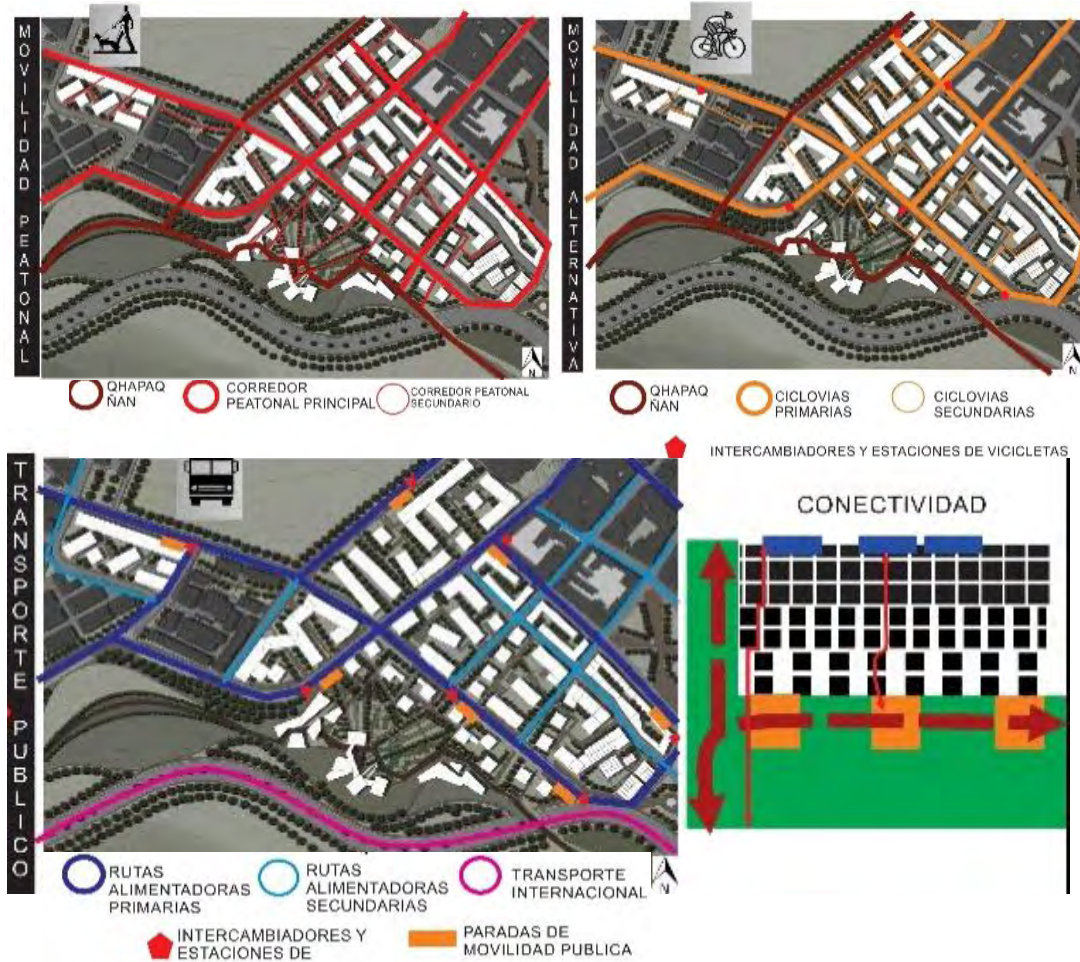 MOVILIDAD PEATONAL
N
QHAPAQ
ÑAN
CORREDOR
PEATONAL PRINCIPAL
CORREDOR PEATONAL
SECUNDARIO
MOVILIDAD ALTERNATIVA
N
QHAPAQ
ÑAN
CICLOVIAS
PRIMARIAS
CICLOVIAS
SECUNDARIAS
INTERCAMBIADORES Y ESTACIONES DE VICICLETAS
TRANSPORTE PUBLICO
N
RUTAS
ALIMENTADORAS
PRIMARIAS
RUTAS
ALIMENTADORAS
SECUNDARIAS
TRANSPORTE
INTERNACIONAL
INTERCAMBIADORES Y
ESTACIONES DE
PARADAS DE
MOVILIDAD PUBLICA
CONECTIVIDAD